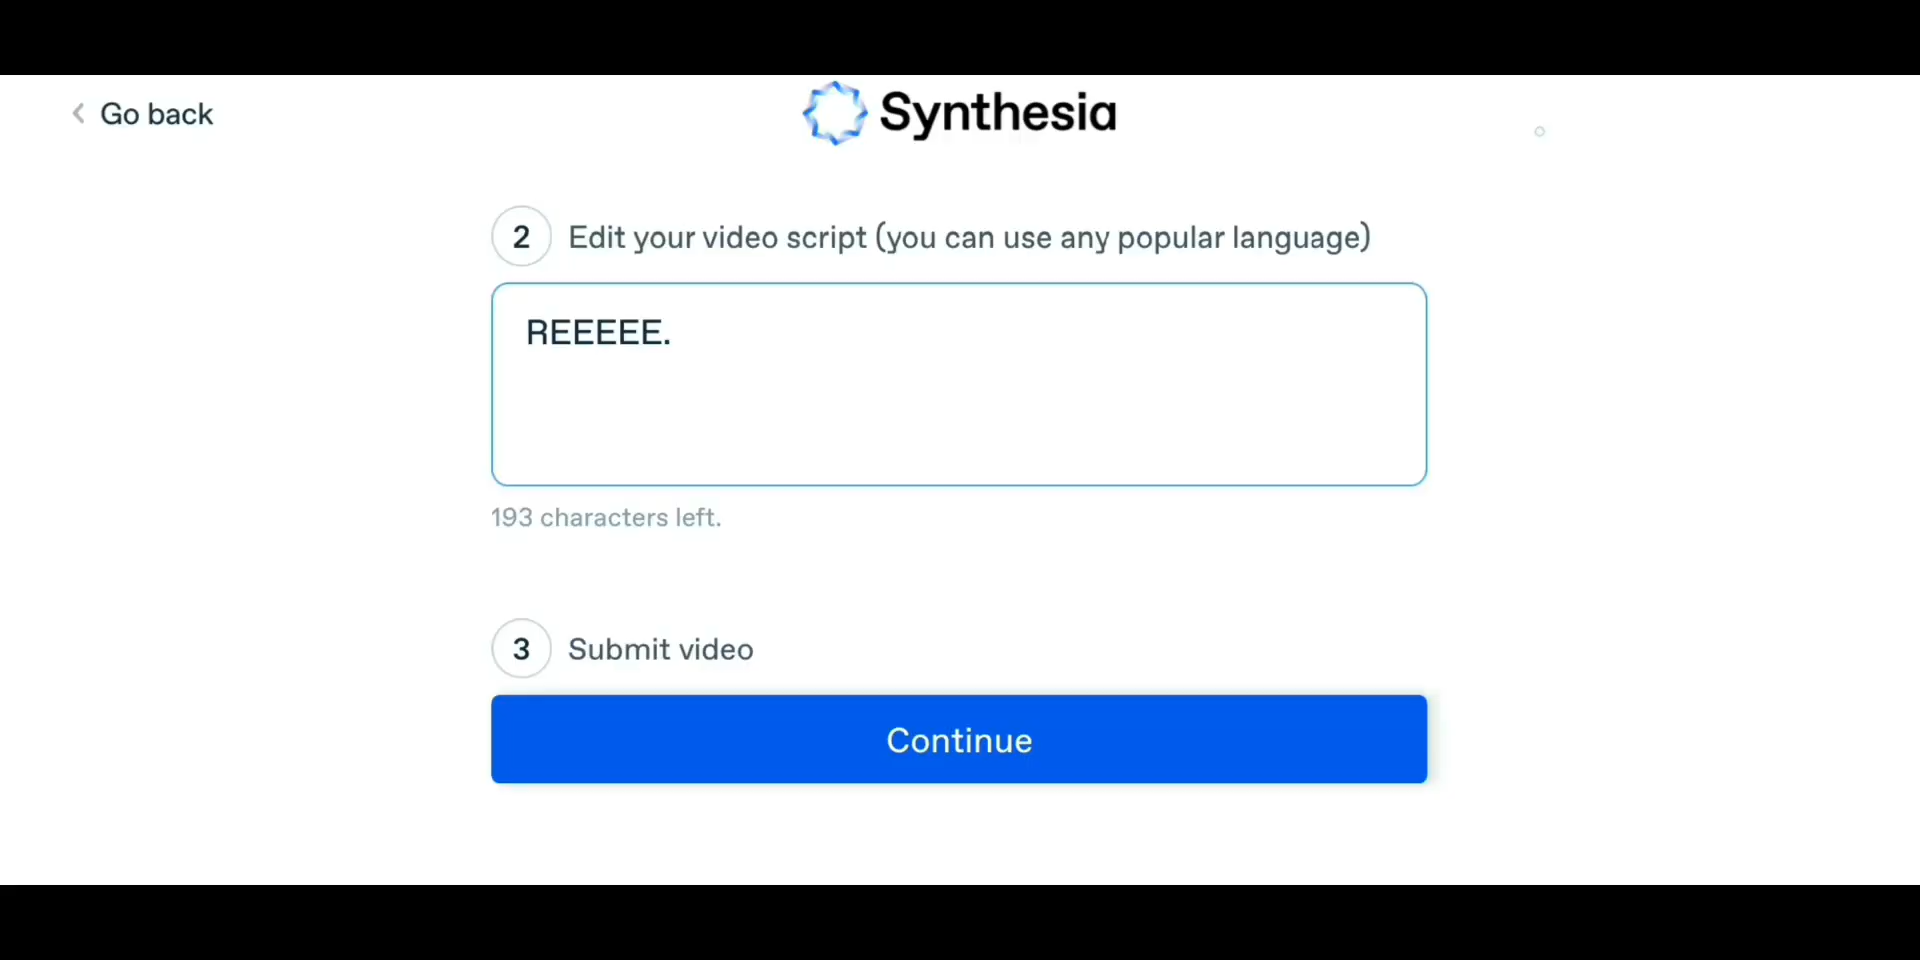 Go back
Synthesia
2 Edit your video script (you can use any popular language)
REEEEE.
193 characters left.
3 Submit video
Continue